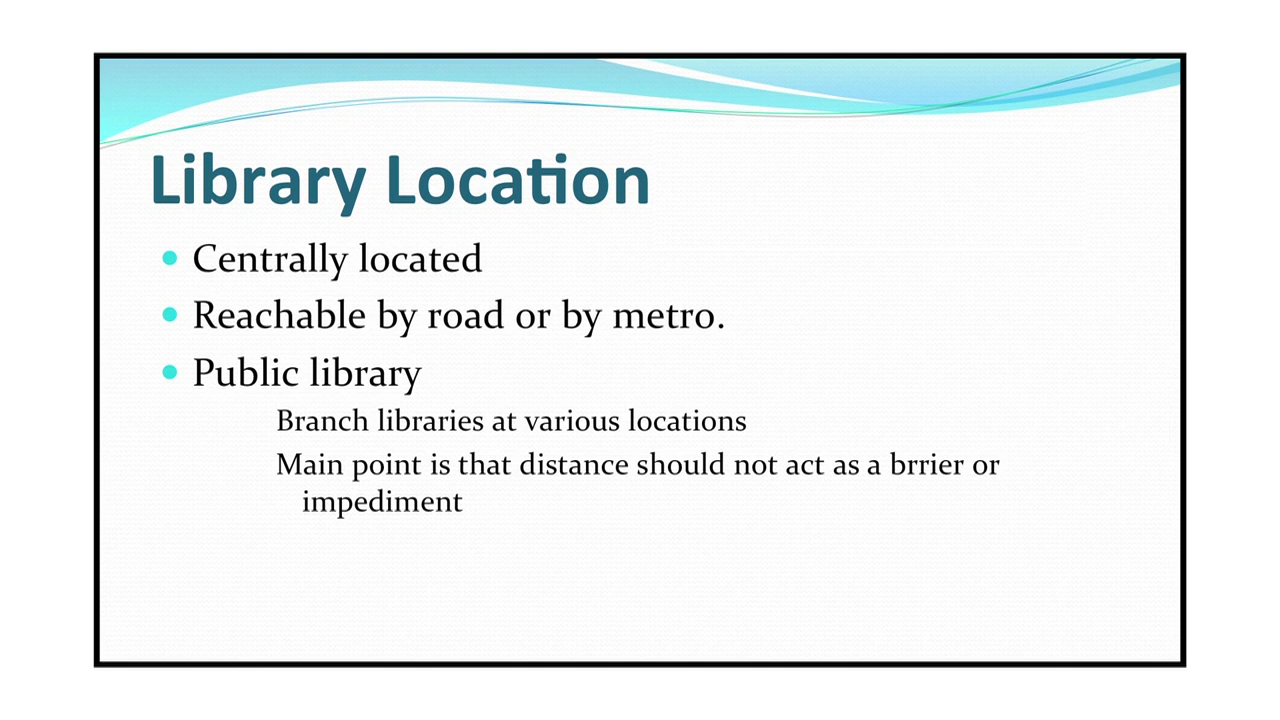 Library Location
• Centrally located
• Reachable by road or by metro.
• Public library
Branch libraries at various locations
Main point is that distance should not act as a brrier or
impediment